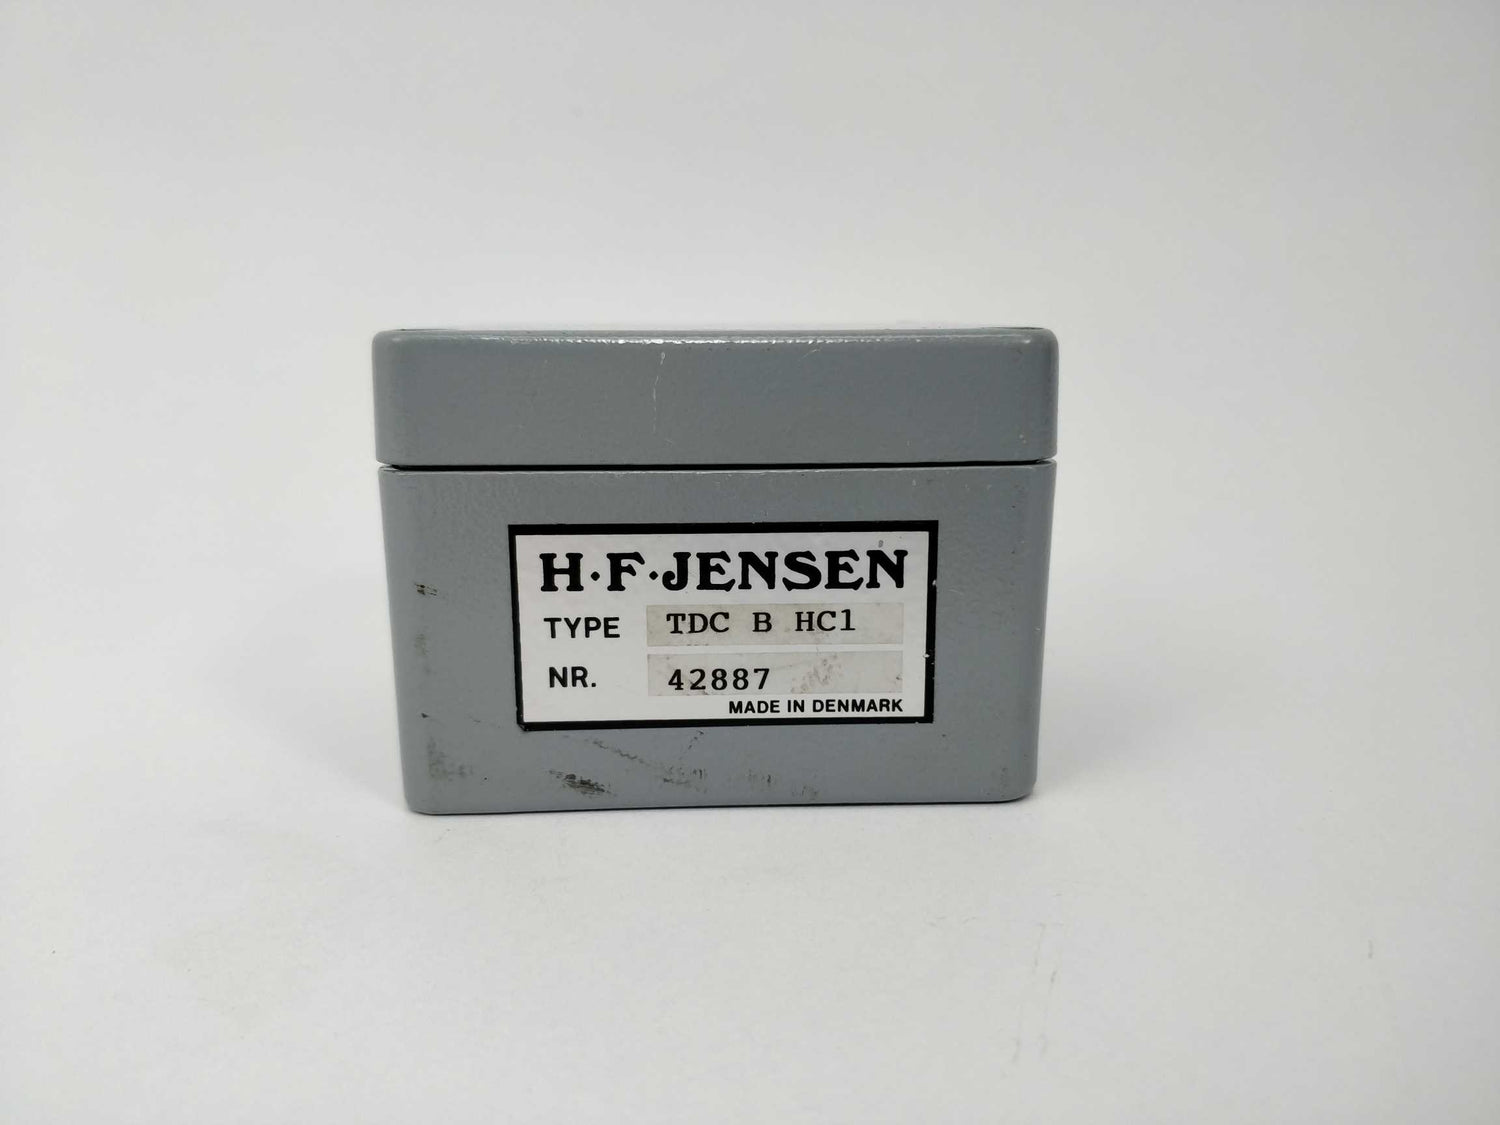 H·F·JENSEN
TYPE TDC B HC1
NR. 42887
MADE IN DENMARK